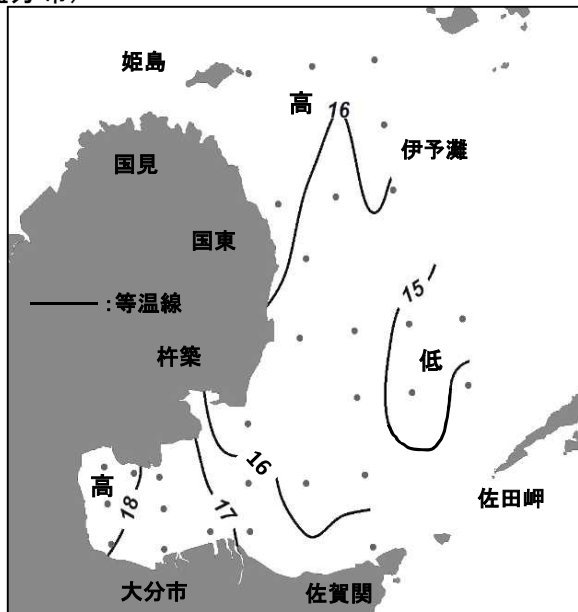 姫島
高
16
伊予灘
国見
国東
15
:等温線
杵築
低
16
高
18
17
佐田岬
大分市
佐賀関